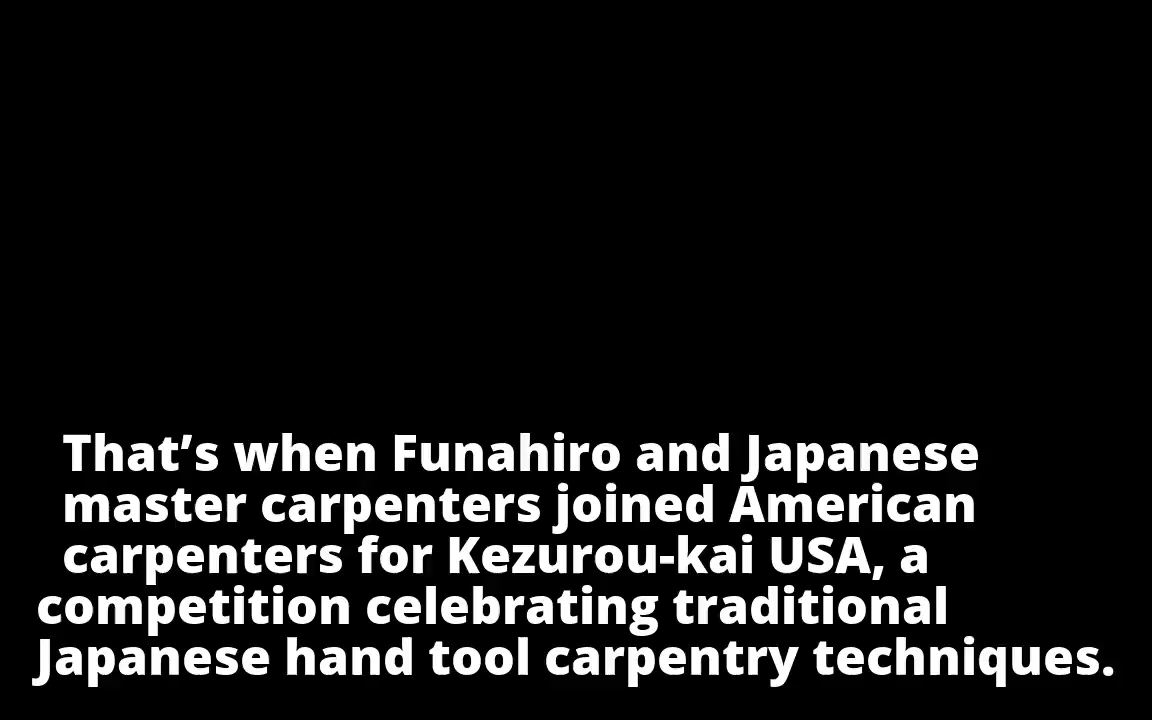 That’s when Funahiro and Japanese
master carpenters joined American
carpenters for Kezurou-kai USA, a
competition celebrating traditional
Japanese hand tool carpentry techniques.